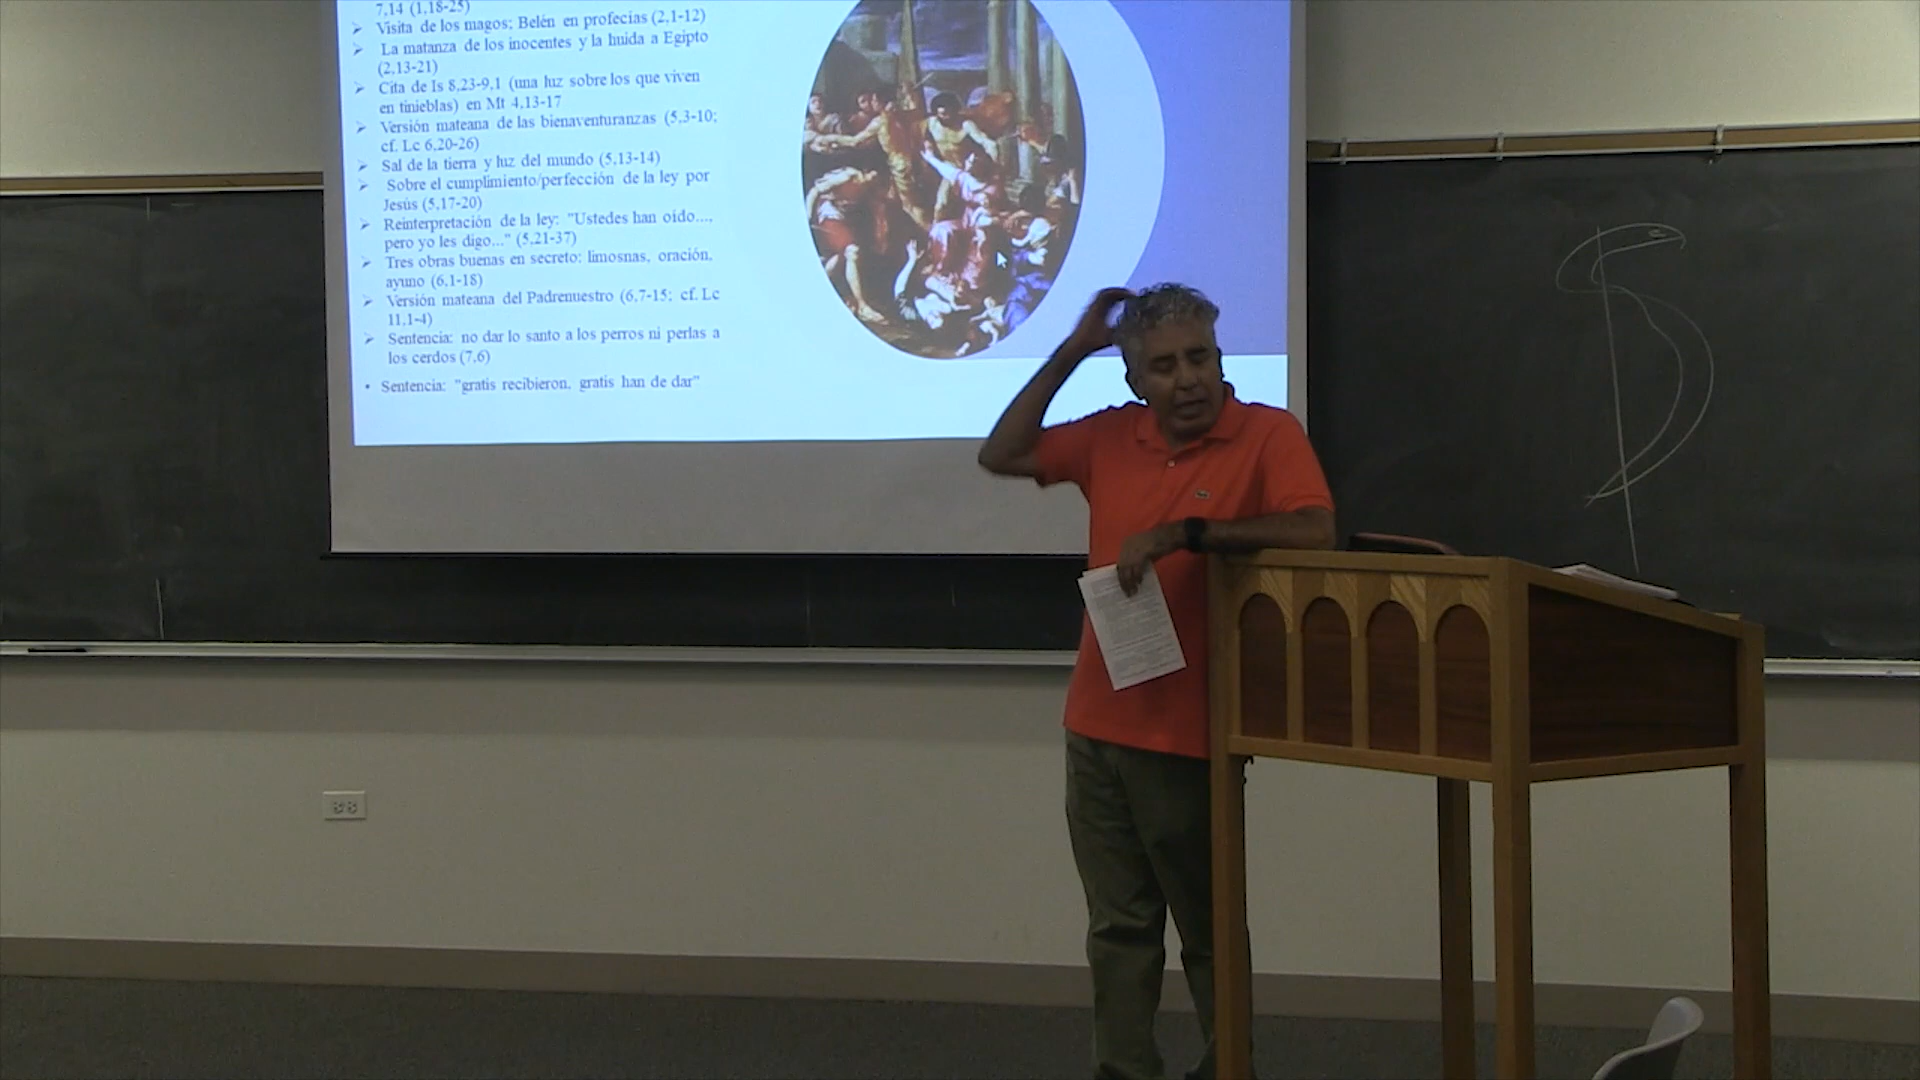 7,14 (1,18-25)
➢ Visita de los magos; Belén en profecías (2,1-12)
➢ La matanza de los inocentes y la huida a Egipto
(2,13-21)
➢ Cita de Is 8,23-9,1 (una luz sobre los que viven
en tinieblas) en Mt 4,13-17
➢ Versión mateana de las bienaventuranzas (5,3-10;
cf. Lc 6,20-26)
➢ Sal de la tierra y luz del mundo (5,13-14)
➢ Sobre el cumplimiento/perfección de la ley por
Jesús (5,17-20)
➢ Reinterpretación de la ley: "Ustedes han oído...,
pero yo les digo..." (5,21-37)
➢ Tres obras buenas en secreto: limosnas, oración,
ayuno (6,1-18)
➢ Versión mateana del Padrenuestro (6,7-15; cf. Lc
11,1-4)
➢ Sentencia: no dar lo santo a los perros ni perlas a
los cerdos (7,6)
• Sentencia: "gratis recibieron, gratis han de dar"